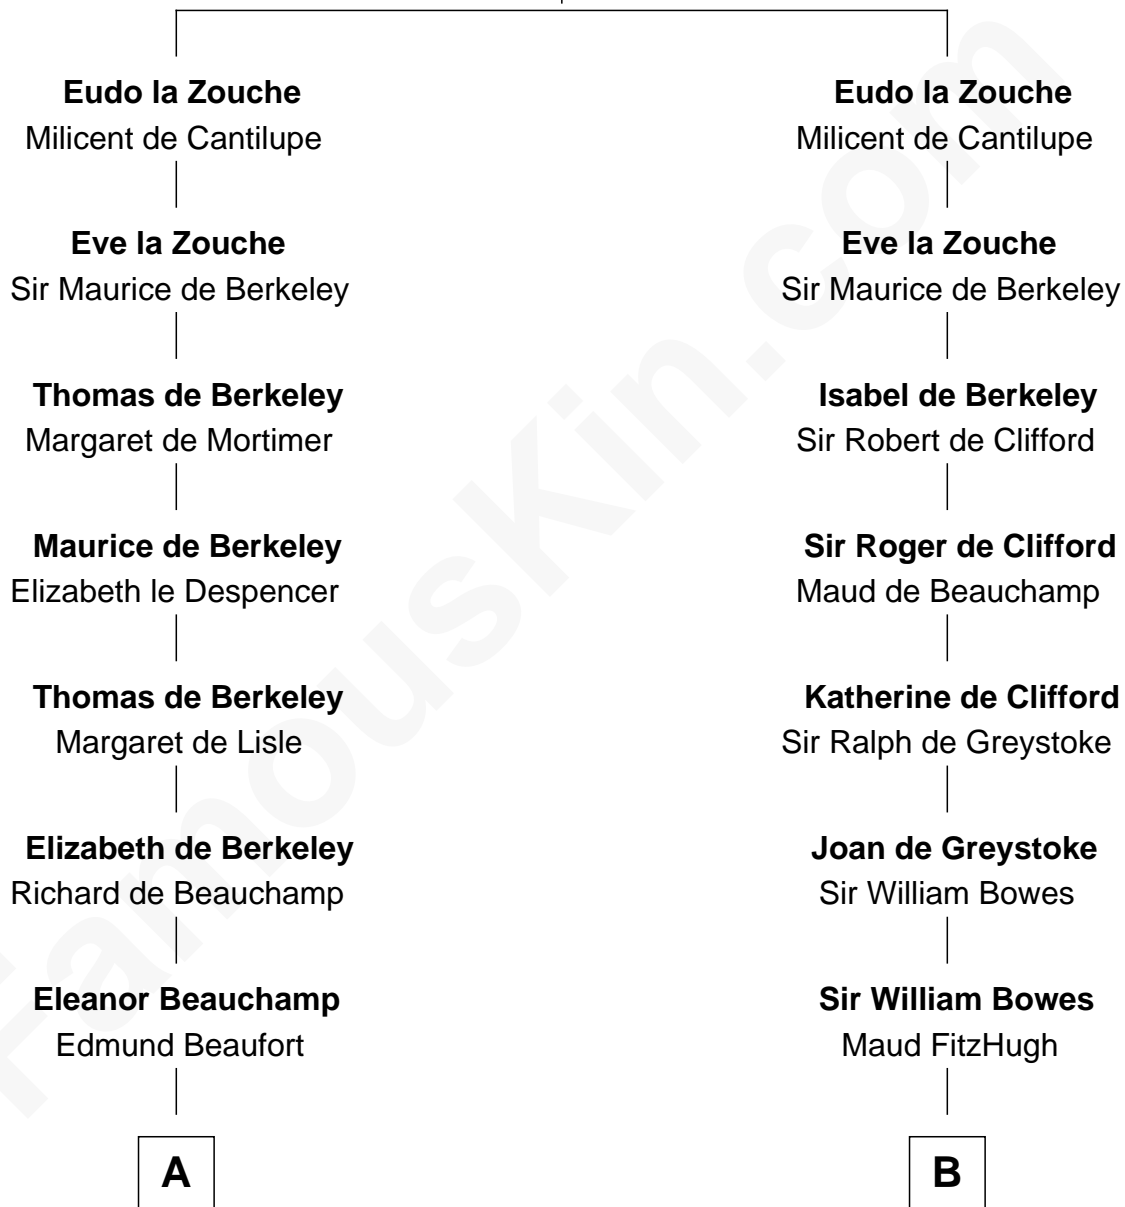 Eudo la Zouche
Milicent de Cantilupe
Eve la Zouche
Sir Maurice de Berkeley
Thomas de Berkeley
Margaret de Mortimer
Maurice de Berkeley
Elizabeth le Despencer
Thomas de Berkeley
Margaret de Lisle
Elizabeth de Berkeley
Richard de Beauchamp
Eleanor Beauchamp
Edmund Beaufort
A
Eudo la Zouche
Milicent de Cantilupe
Eve la Zouche
Sir Maurice de Berkeley
Isabel de Berkeley
Sir Robert de Clifford
Sir Roger de Clifford
Maud de Beauchamp
Katherine de Clifford
Sir Ralph de Greystoke
Joan de Greystoke
Sir William Bowes
Sir William Bowes
Maud FitzHugh
B
FamousKin.com